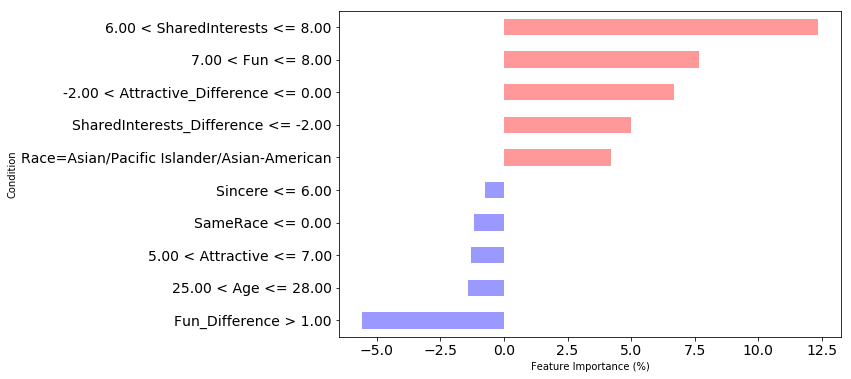 6.00 < SharedInterests <= 8.00
7.00 < Fun <= 8.00
-2.00 < Attractive_Difference <= 0.00
SharedInterests_Difference <= -2.00
Race=Asian/Pacific Islander/Asian-American
Sincere <= 6.00
SameRace <= 0.00
5.00 < Attractive <= 7.00
25.00 < Age <= 28.00
Fun_Difference > 1.00
Condition
−5.0 −2.5 0.0 2.5 5.0 7.5 10.0 12.5
Feature Importance (%)